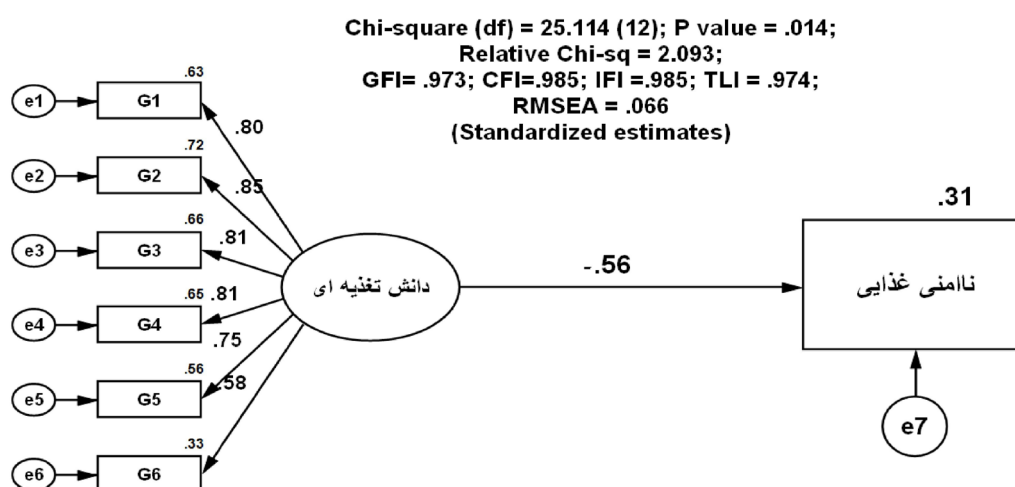 Chi-square (df) = 25.114 (12); P value = .014;
Relative Chi-sq = 2.093;
GFI= .973; CFI=.985; IFI =.985; TLI = .974;
RMSEA = .066
(Standardized estimates)
.63
e1
G1
.80
.72
e2
G2
.85
.66
e3
G3
.81
.65
e4
G4
.81
.56
e5
G5
.75
.33
e6
G6
.58
دانش تغذیه ای
-.56
.31
ناامنی غذایی
e7